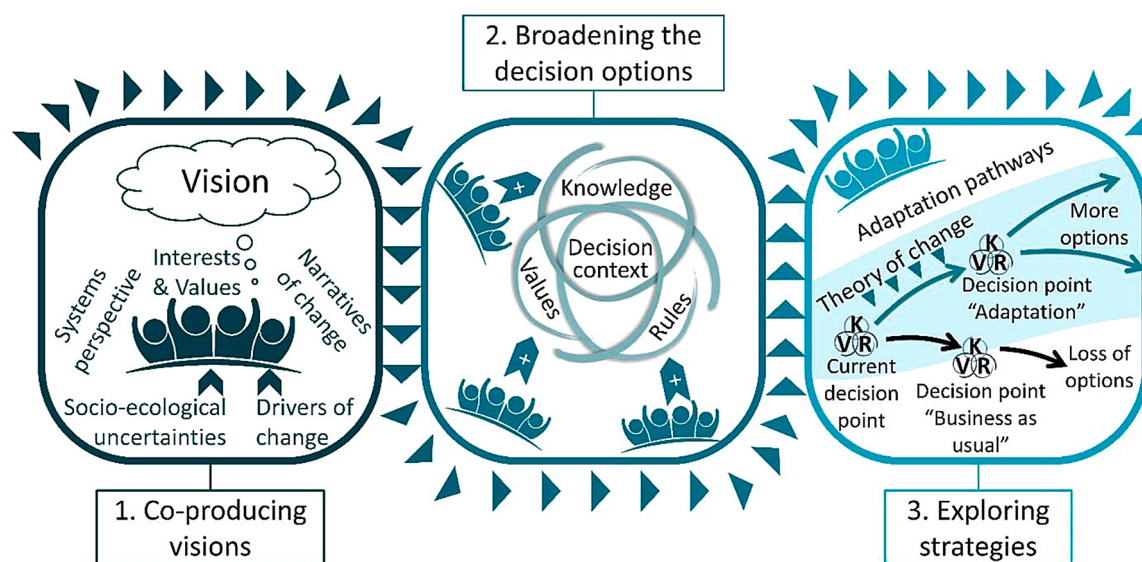 2. Broadening the
decision options
Vision
Interests
& Values
Systems
perspective
Narratives
of change
Socio-ecological
uncertainties
Drivers of
change
1. Co-producing
visions
+
Knowledge
Decision
context
Values
Rules
+
+
Adaptation pathways
Theory of change
More
options
K
V R
Decision point
“Adaptation”
K
V R
Current
decision
point
K
V R
Decision point
“Business as
usual”
Loss of
options
3. Exploring
strategies